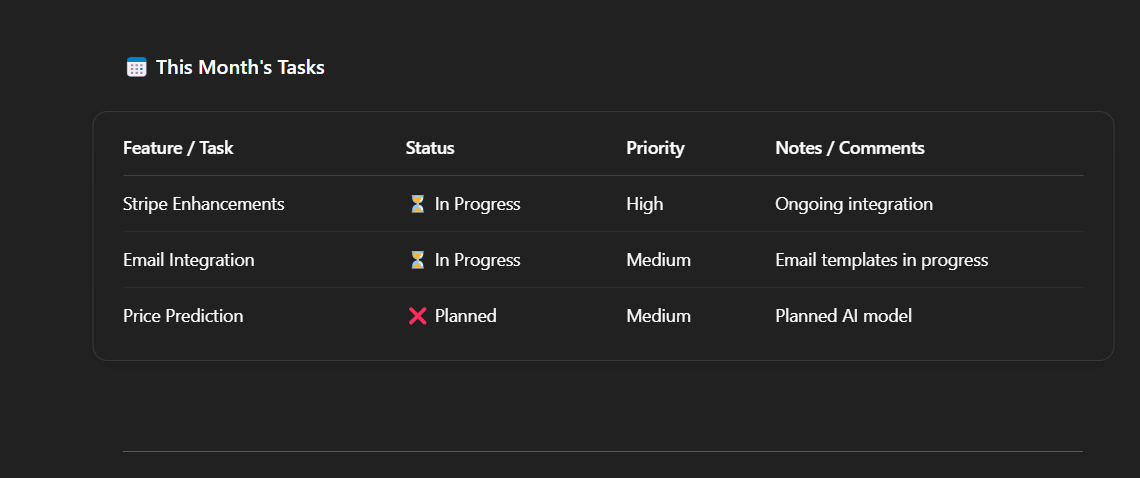 📅 This Month's Tasks
Feature / Task Status Priority Notes / Comments
Stripe Enhancements ⏳ In Progress High Ongoing integration
Email Integration ⏳ In Progress Medium Email templates in progress
Price Prediction ❌ Planned Medium Planned AI model